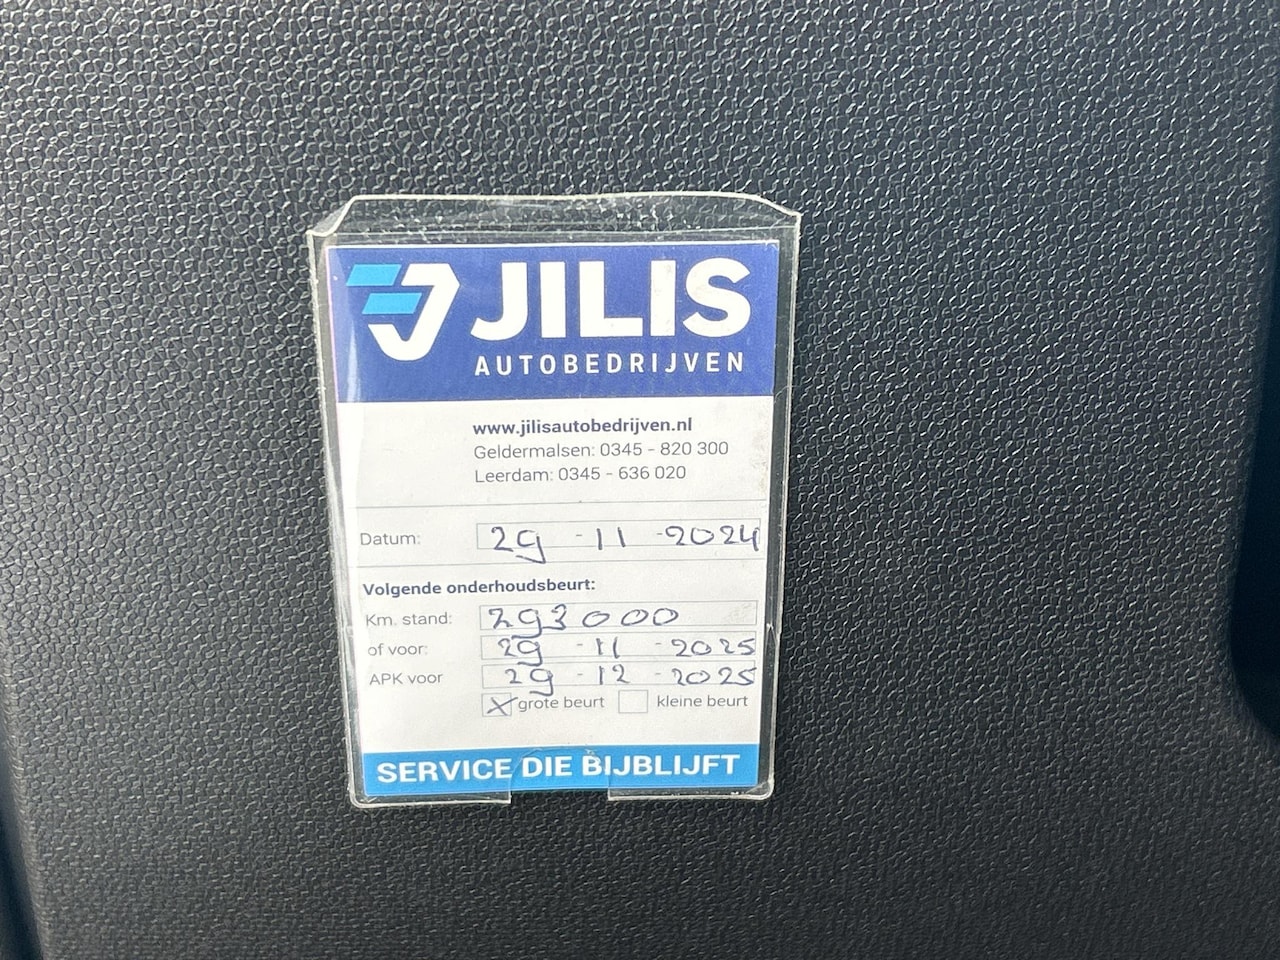 JILIS
AUTOBEDRIJVEN
www.jilisautobedrijven.nl
Geldermalsen: 0345 - 820 300
Leerdam: 0345 - 636 020
Datum: 29 - 11 - 2024
Volgende onderhoudsbeurt:
Km. stand: 293000
of voor: 29 - 11 - 2025
APK voor 29 - 12 - 2025
X grote beurt kleine beurt
SERVICE DIE BIJBLIJFT